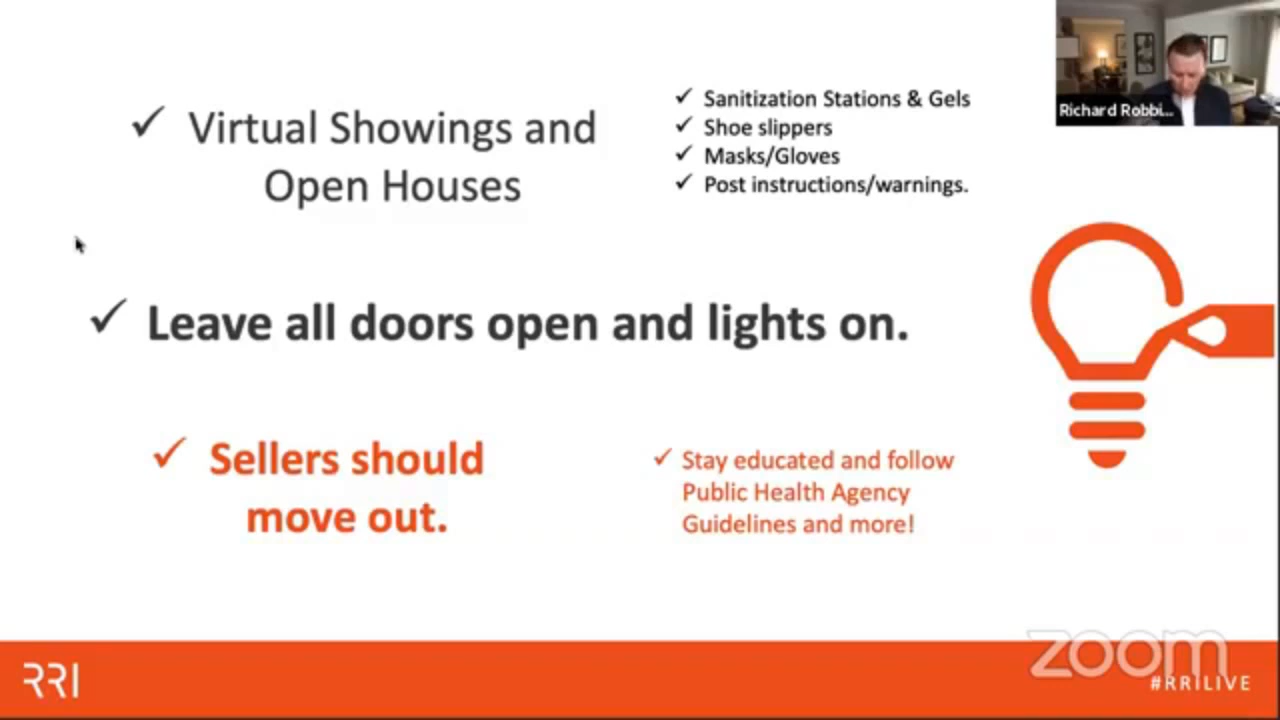 Richard Robbi...
✓ Virtual Showings and
Open Houses
✓ Sanitization Stations & Gels
✓ Shoe slippers
✓ Masks/Gloves
✓ Post instructions/warnings.
✓ Leave all doors open and lights on.
✓ Sellers should
move out.
✓ Stay educated and follow
Public Health Agency
Guidelines and more!
RRI
zoom
#RRILIVE